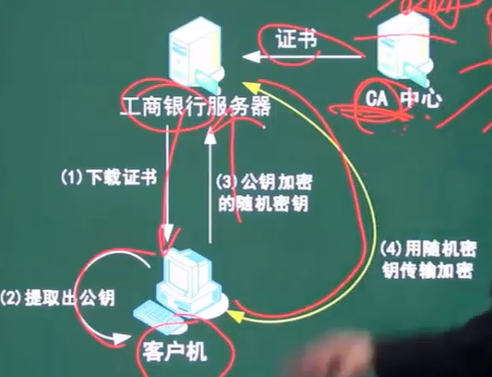 证书
工商银行服务器
CA 中心
(1)下载证书
(3)公钥加密
的随机密钥
(4)用随机密
钥传输加密
(2)提取出公钥
客户机